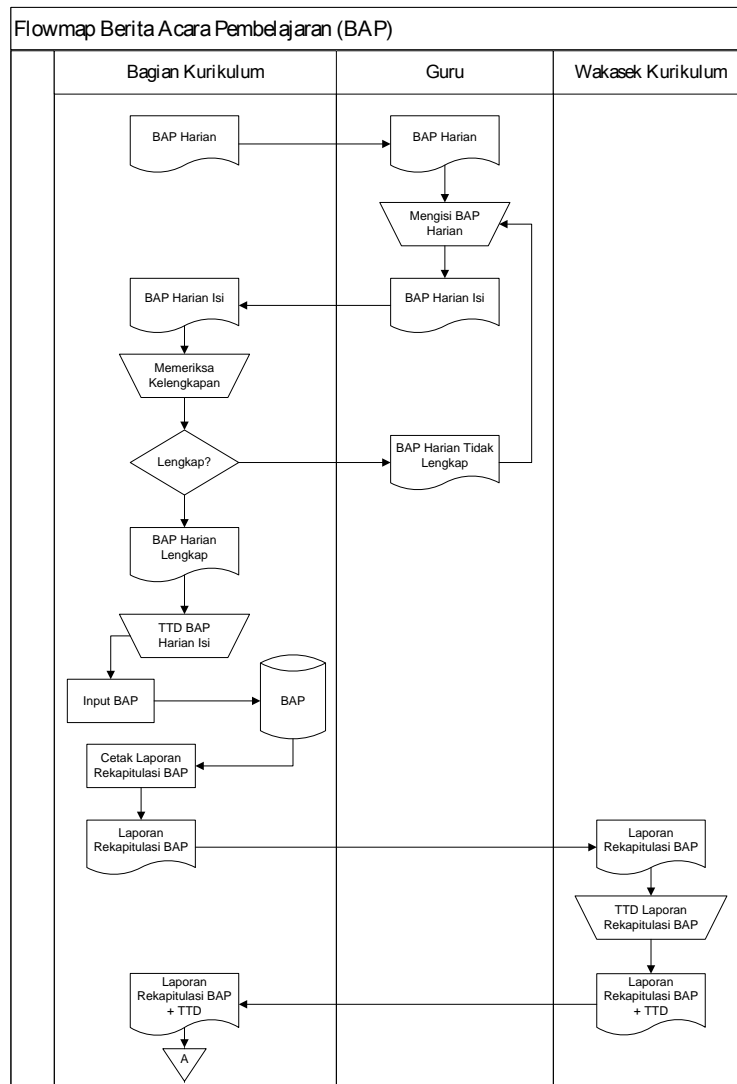 Flowmap Berita Acara Pembelajaran (BAP)
Bagian Kurikulum
Guru
Wakasek Kurikulum
BAP Harian
BAP Harian
Mengisi BAP
Harian
BAP Harian Isi
BAP Harian Isi
Memeriksa
Kelengkapan
Lengkap?
BAP Harian Tidak
Lengkap
BAP Harian
Lengkap
TTD BAP
Harian Isi
Input BAP
BAP
Cetak Laporan
Rekapitulasi BAP
Laporan
Rekapitulasi BAP
Laporan
Rekapitulasi BAP
TTD Laporan
Rekapitulasi BAP
Laporan
Rekapitulasi BAP
+ TTD
Laporan
Rekapitulasi BAP
+ TTD
A